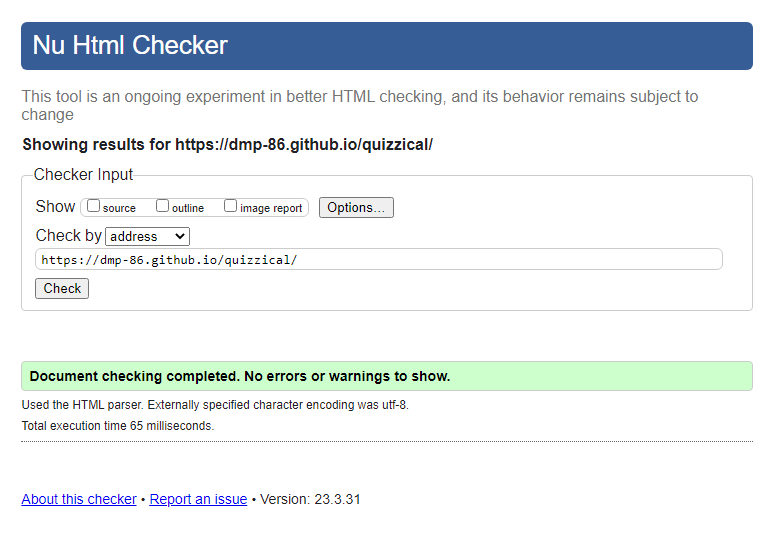 Nu Html Checker
This tool is an ongoing experiment in better HTML checking, and its behavior remains subject to
change
Showing results for https://dmp-86.github.io/quizzical/
Checker Input
Show source outline image report Options...
Check by address
https://dmp-86.github.io/quizzical/
Check
Document checking completed. No errors or warnings to show.
Used the HTML parser. Externally specified character encoding was utf-8.
Total execution time 65 milliseconds.
About this checker • Report an issue • Version: 23.3.31